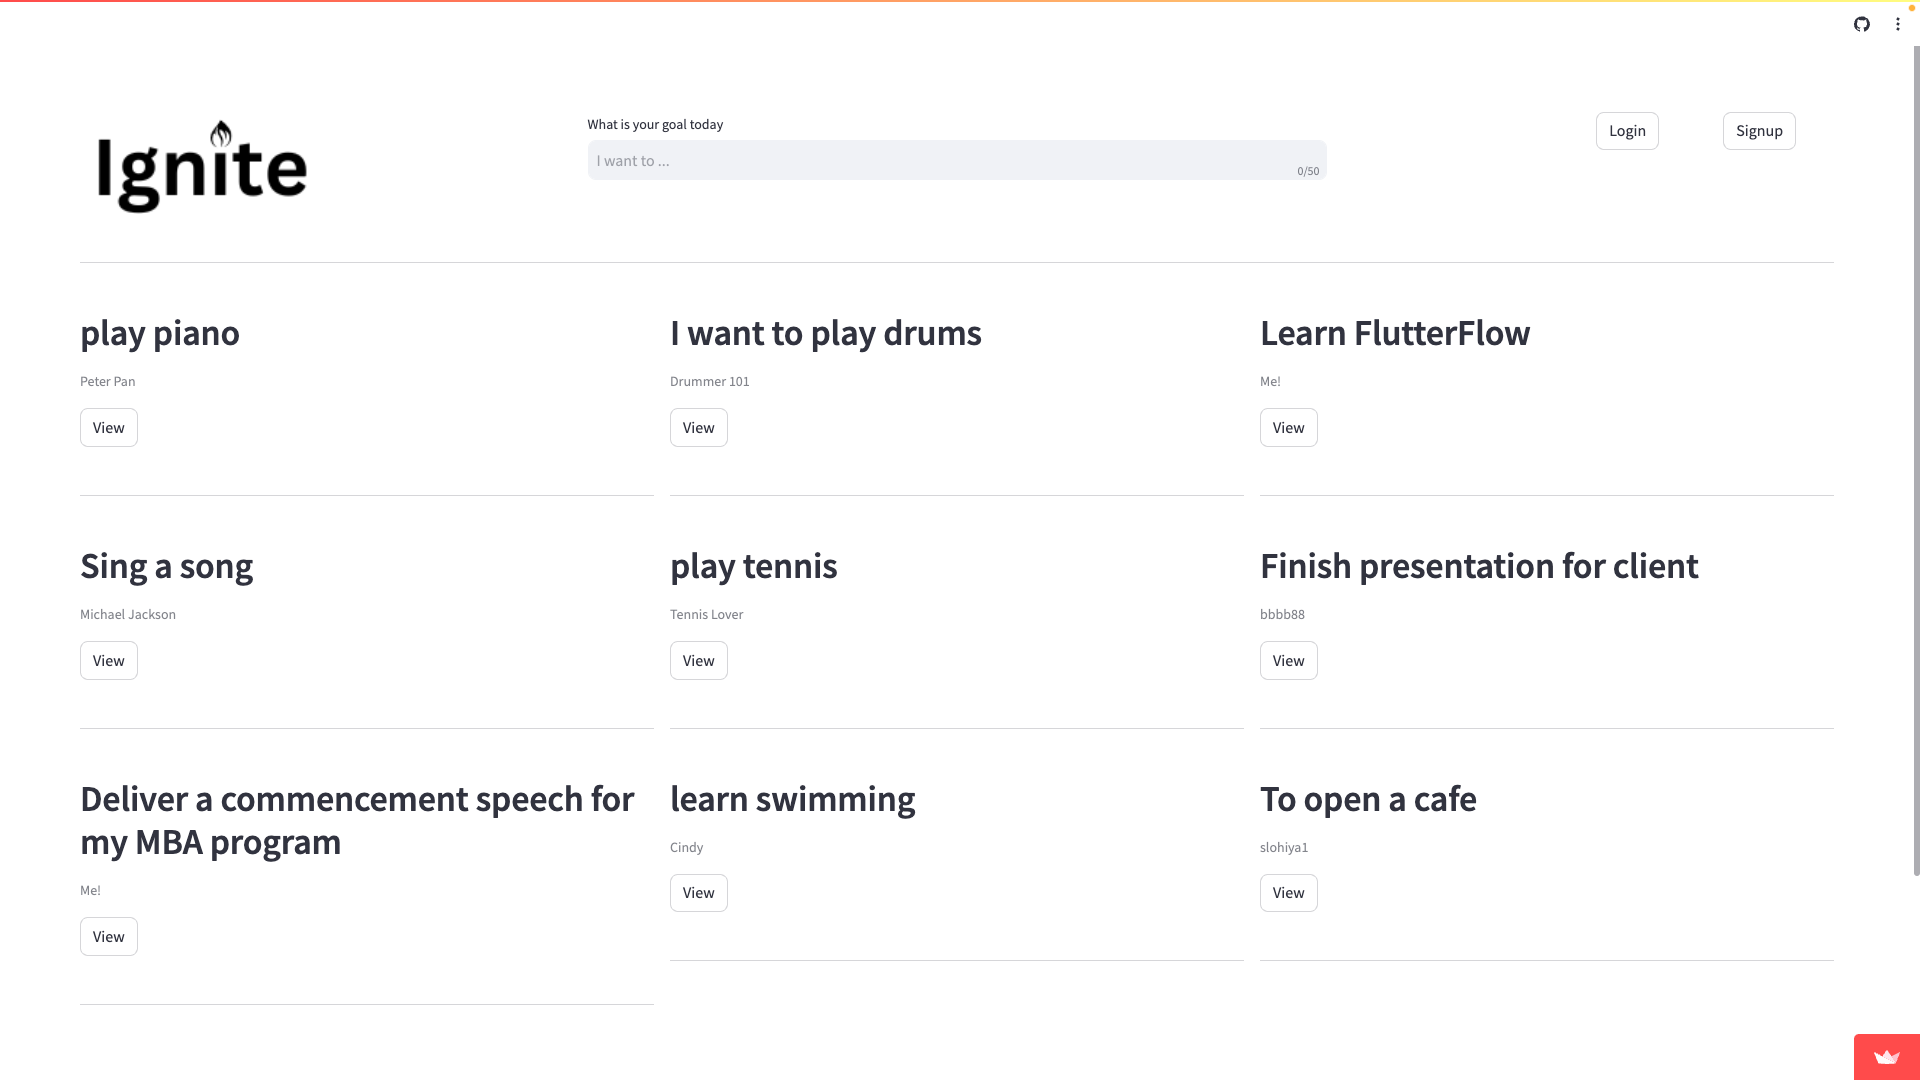 Ignite
What is your goal today
I want to ...
0/50
Login
Signup
play piano
Peter Pan
View
I want to play drums
Drummer 101
View
Learn FlutterFlow
Me!
View
Sing a song
Michael Jackson
View
play tennis
Tennis Lover
View
Finish presentation for client
bbbb88
View
Deliver a commencement speech for
my MBA program
Me!
View
learn swimming
Cindy
View
To open a cafe
slohiya1
View